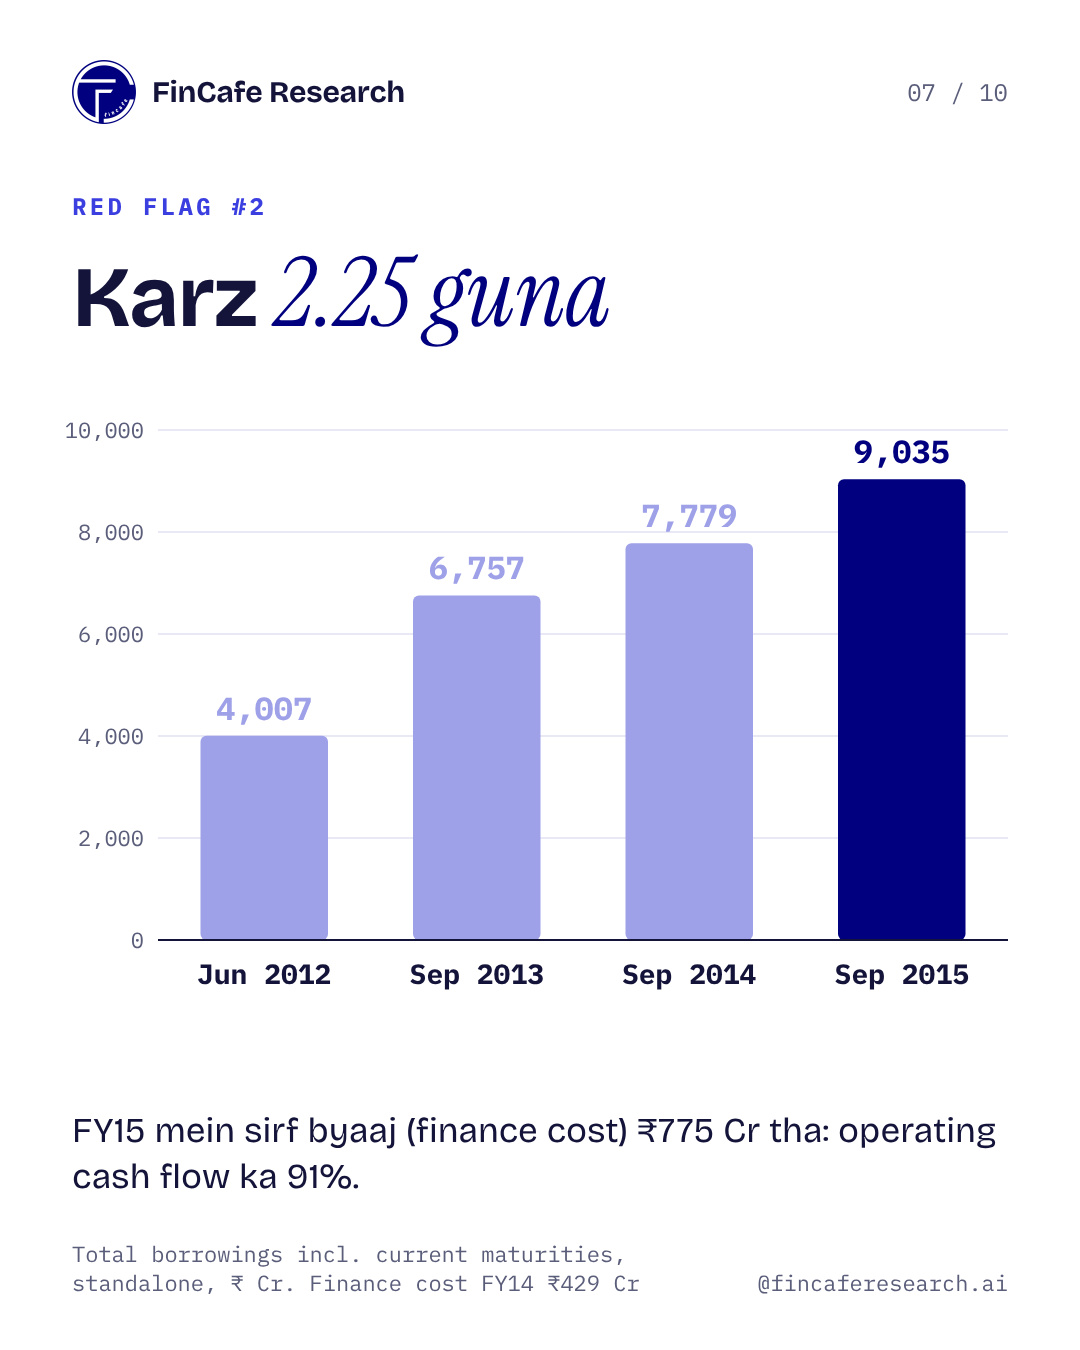 fincafe
FinCafe Research
07 / 10
RED FLAG #2
Karz 2.25 guna
10,000
8,000
6,000
4,000
2,000
0
4,007
6,757
7,779
9,035
Jun 2012
Sep 2013
Sep 2014
Sep 2015
FY15 mein sirf byaaj (finance cost) ₹775 Cr tha: operating
cash flow ka 91%.
Total borrowings incl. current maturities,
standalone, ₹ Cr. Finance cost FY14 ₹429 Cr
@fincaferesearch.ai